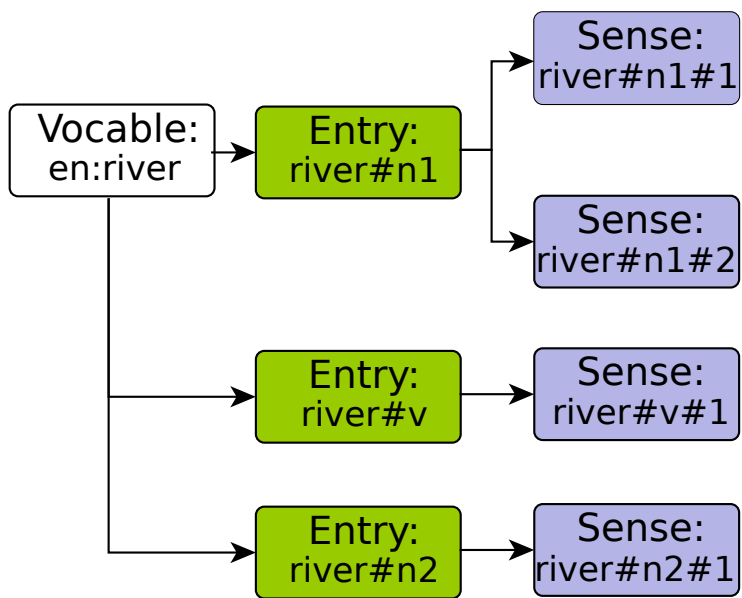 Vocable:
en:river
Entry:
river#n1
Sense:
river#n1#1
Sense:
river#n1#2
Entry:
river#v
Sense:
river#v#1
Entry:
river#n2
Sense:
river#n2#1